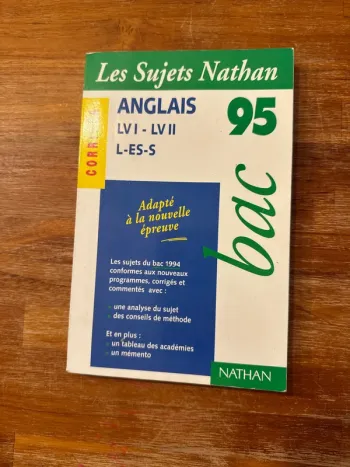 Les Sujets Nathan
CORRIGÉS
ANGLAIS
LV I - LV II
L-ES-S
95
bac
Adapté
à la nouvelle
épreuve
Les sujets du bac 1994
conformes aux nouveaux
programmes, corrigés et
commentés avec :
une analyse du sujet
des conseils de méthode
Et en plus :
un tableau des académies
un mémento
NATHAN